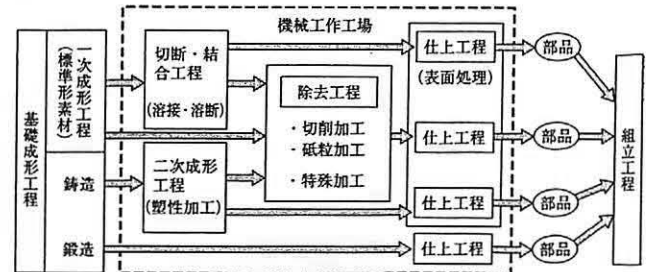 機械工作工場
基礎成形工程
一次成形工程
(標準形素材)
鋳造
鍛造
切断・結
合工程
(溶接・溶断)
二次成形
工程
(塑性加工)
除去工程
・切削加工
・砥粒加工
・特殊加工
仕上工程
(表面処理)
仕上工程
仕上工程
仕上工程
部品
部品
部品
部品
組立工程